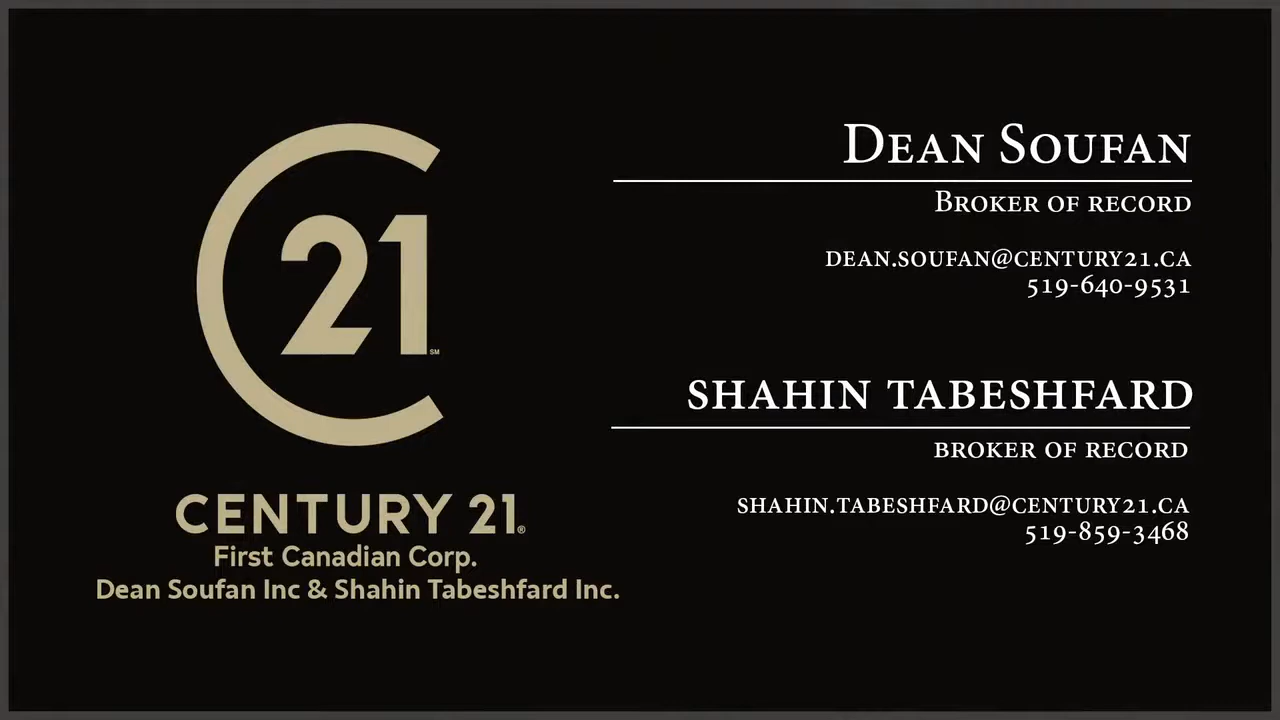 21
SM
CENTURY 21®
First Canadian Corp.
Dean Soufan Inc & Shahin Tabeshfard Inc.
Dean Soufan
Broker of record
dean.soufan@century21.ca
519-640-9531
shahin tabeshfard
broker of record
shahin.tabeshfard@century21.ca
519-859-3468